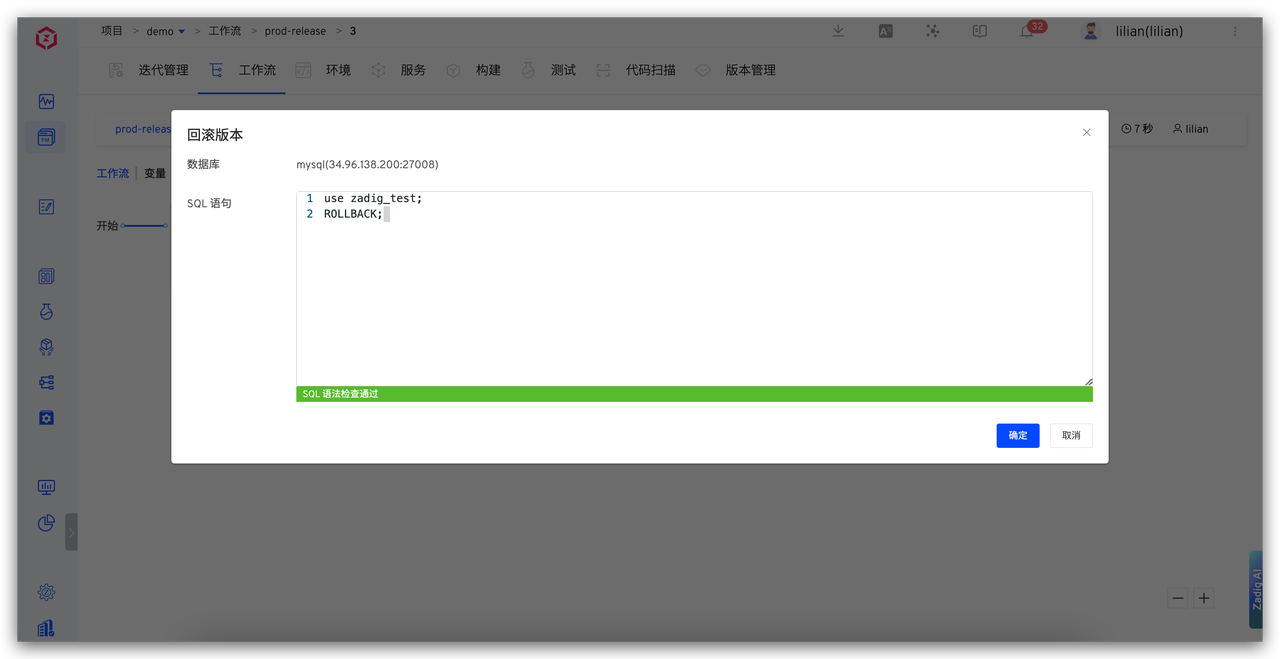 项目 > demo > 工作流 > prod-release > 3
A
32
lilian(lilian)
迭代管理
工作流
环境
服务
构建
测试
代码扫描
版本管理
prod-releas
7 秒
lilian
工作流
变量
开始
回滚版本
数据库
mysql(34.96.138.200:27008)
SQL 语句
1 use zadig_test;
2 ROLLBACK;
SQL 语法检查通过
确定
取消
Zadig AI